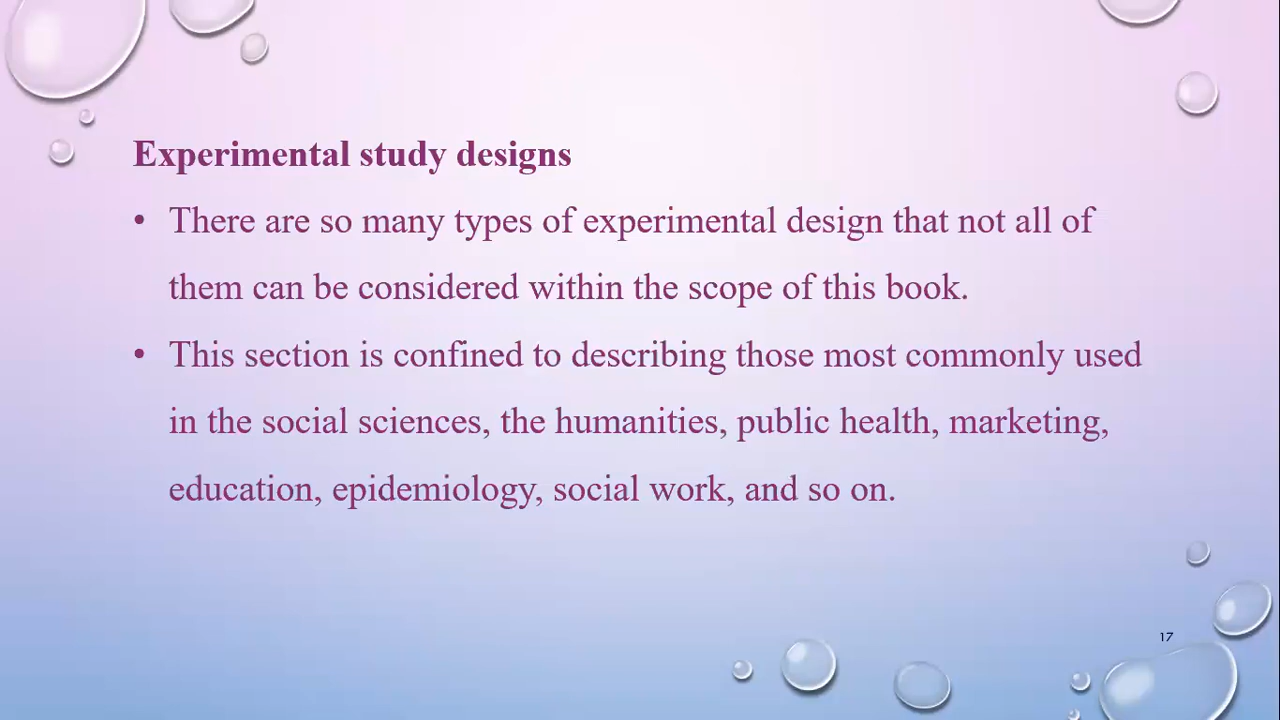 Experimental study designs
• There are so many types of experimental design that not all of
them can be considered within the scope of this book.
• This section is confined to describing those most commonly used
in the social sciences, the humanities, public health, marketing,
education, epidemiology, social work, and so on.
17